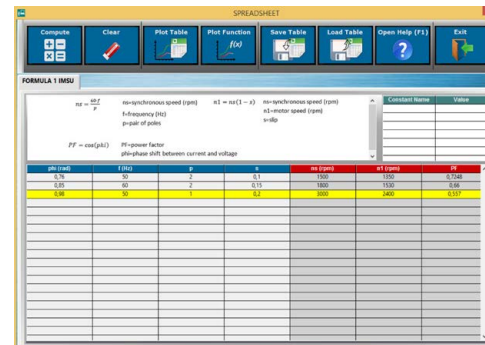 SPREADSHEET
Compute Clear Plot Table Plot Function Save Table Load Table Open Help (F1) Exit
f(x)
FORMULA 1 IMSU
ns = 60 f / p ns=synchronous speed (rpm) n1 = ns(1 − s) ns=synchronous speed (rpm)
f=frequency (Hz) n1=motor speed (rpm)
p=pair of poles s=slip
PF = cos(phi) PF=power factor
phi=phase shift between current and voltage
Constant Name Value
phi (rad) f (Hz) p s ns (rpm) n1 (rpm) PF
0,76 50 2 0,1 1500 1350 0,7248
0,85 60 2 0,15 1800 1530 0,66
0,98 50 1 0,2 3000 2400 0,557